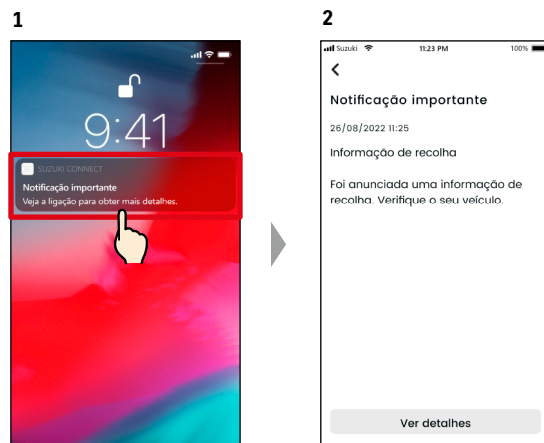 1
9:41
SUZUKI CONNECT
Notificação importante
Veja a ligação para obter mais detalhes.
2
Suzuki 11:23 PM 100%
Notificação importante
26/08/2022 11:25
Informação de recolha
Foi anunciada uma informação de
recolha. Verifique o seu veículo.
Ver detalhes